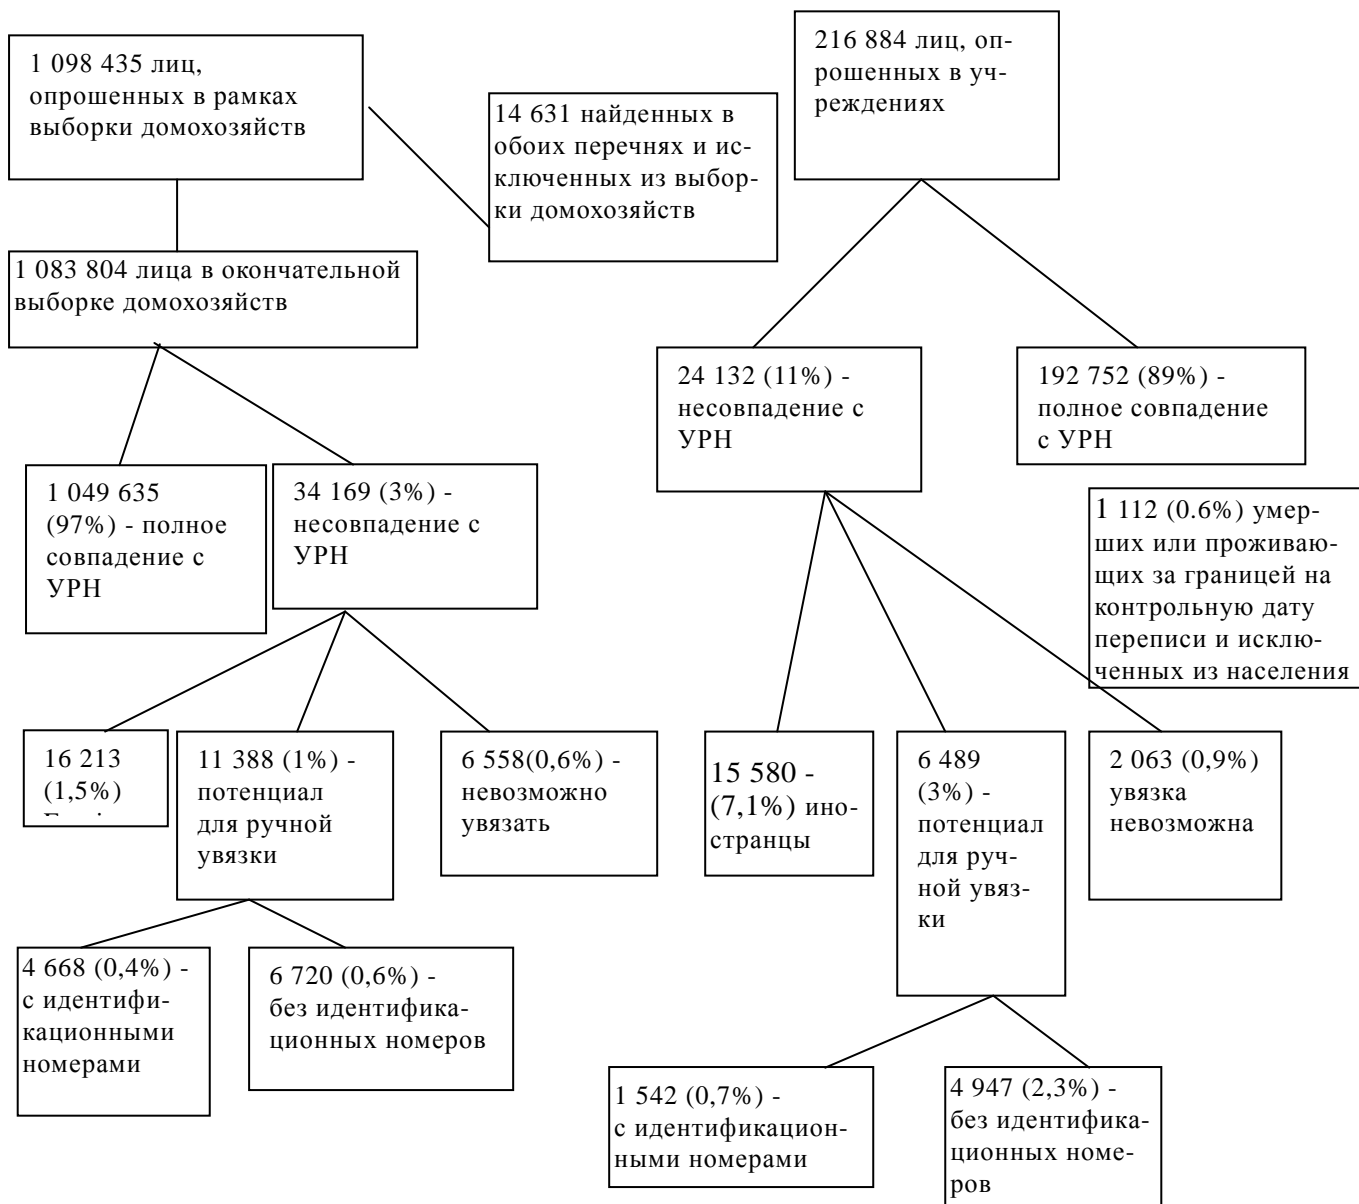 1 098 435 лиц,
опрошенных в рамках
выборки домохозяйств
14 631 найденных в
обоих перечнях и ис-
ключенных из выбор-
ки домохозяйств
216 884 лиц, оп-
рошенных в уч-
реждениях
1 083 804 лица в окончательной
выборке домохозяйств
24 132 (11%) -
несовпадение с
УРН
192 752 (89%) -
полное совпадение
с УРН
1 049 635
(97%) - полное
совпадение с
УРН
34 169 (3%) -
несовпадение с
УРН
1 112 (0.6%) умер-
ших или проживаю-
щих за границей на
контрольную дату
переписи и исклю-
ченных из населения
16 213
(1,5%)
11 388 (1%) -
потенциал
для ручной
увязки
6 558(0,6%) -
невозможно
увязать
15 580 -
(7,1%) ино-
странцы
6 489
(3%) -
потенциал
для руч-
ной увяз-
ки
2 063 (0,9%)
увязка
невозможна
4 668 (0,4%) -
с идентифи-
кационными
номерами
6 720 (0,6%) -
без идентифика-
ционных номеров
1 542 (0,7%) -
с идентификацион-
ными номерами
4 947 (2,3%) -
без идентифика-
ционных номе-
ров